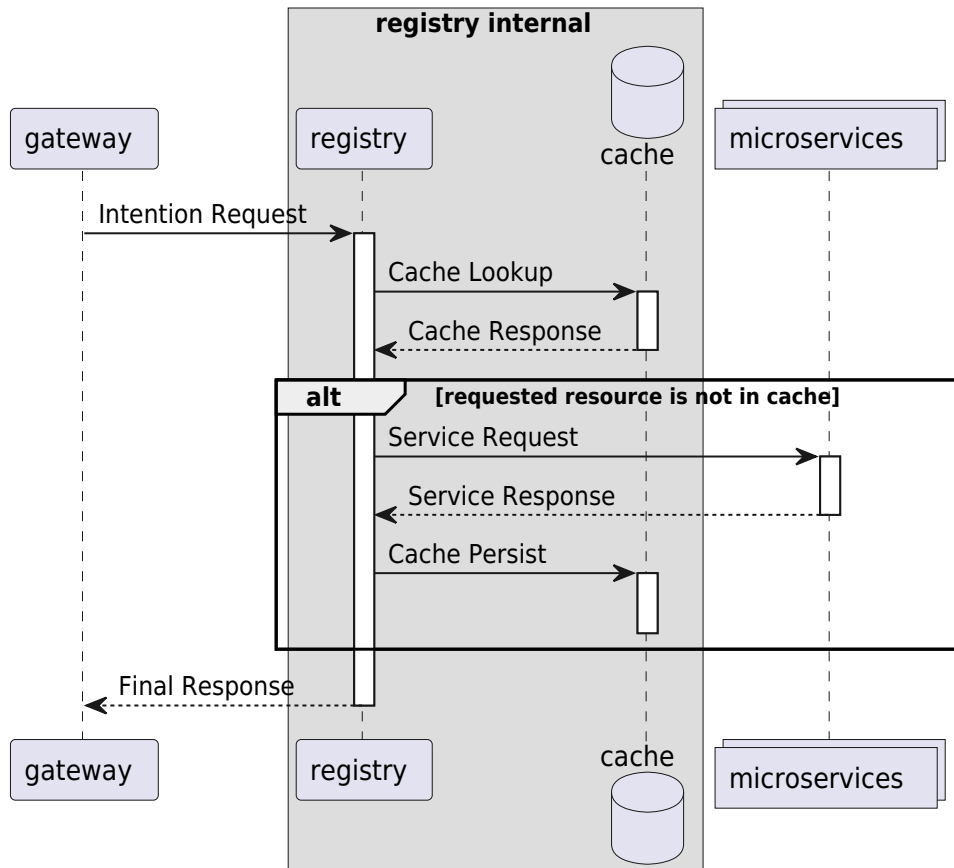 registry internal
gateway
registry
cache
microservices
Intention Request
Cache Lookup
Cache Response
alt
[requested resource is not in cache]
Service Request
Service Response
Cache Persist
Final Response
gateway
registry
cache
microservices